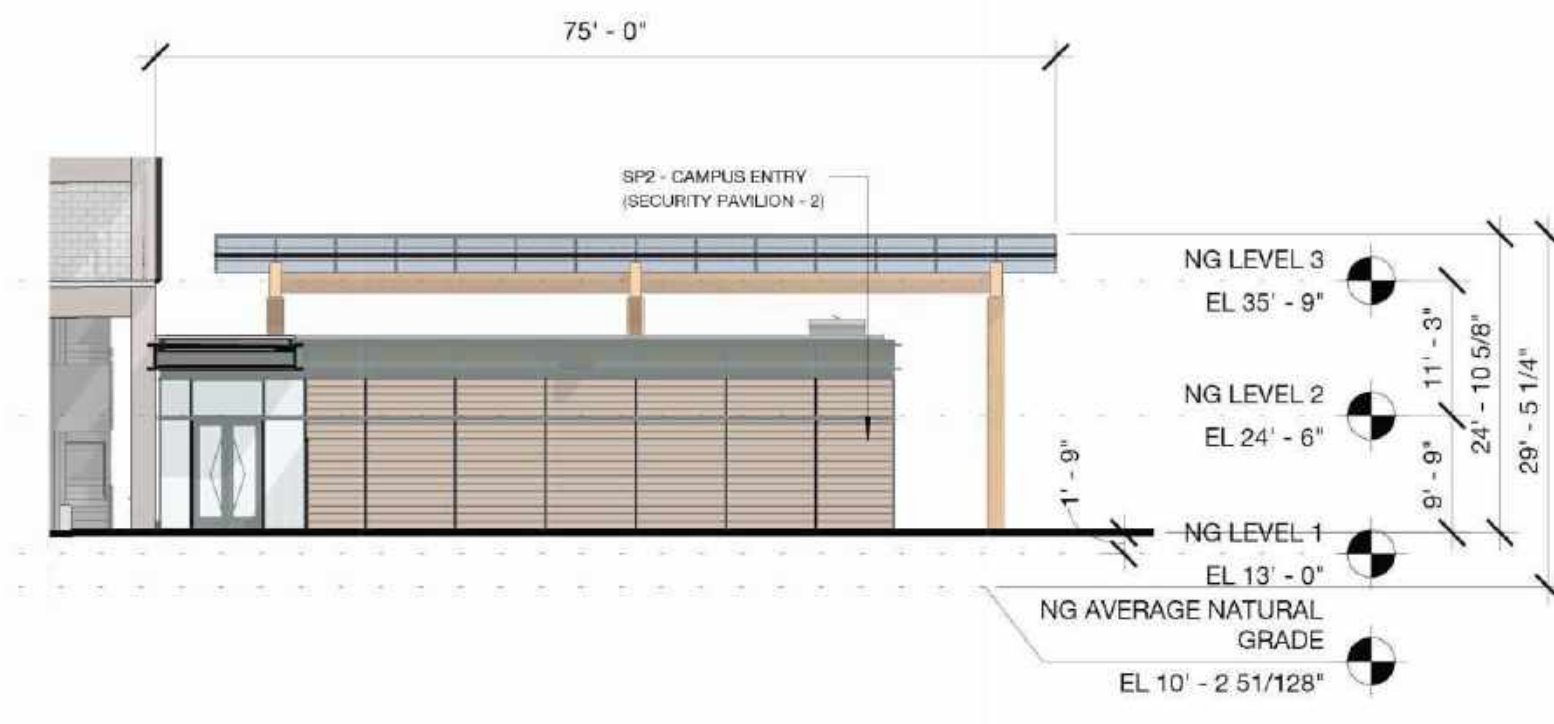 75' - 0"
SP2 - CAMPUS ENTRY
(SECURITY PAVILION - 2)
NG LEVEL 3
EL 35' - 9"
11' - 3"
24' - 10 5/8"
29' - 5 1/4"
NG LEVEL 2
EL 24' - 6"
9' - 9"
1' - 9"
NG LEVEL 1
EL 13' - 0"
NG AVERAGE NATURAL
GRADE
EL 10' - 2 51/128"